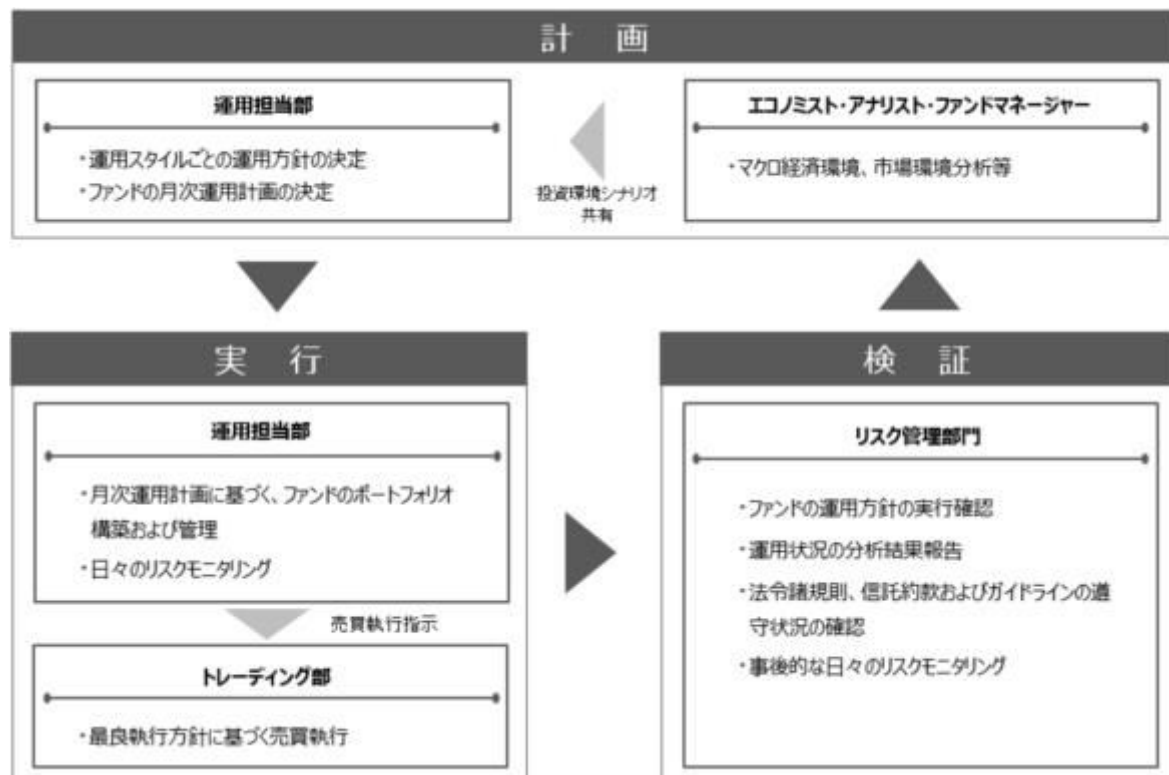 計 画
運用担当部
・運用スタイルごとの運用方針の決定
・ファンドの月次運用計画の決定
投資環境シナリオ
共有
エコノミスト・アナリスト・ファンドマネージャー
・マクロ経済環境、市場環境分析等
実 行
運用担当部
・月次運用計画に基づく、ファンドのポートフォリオ
構築および管理
・日々のリスクモニタリング
売買執行指示
トレーディング部
・最良執行方針に基づく売買執行
検 証
リスク管理部門
・ファンドの運用方針の実行確認
・運用状況の分析結果報告
・法令諸規則、信託約款およびガイドラインの遵
守状況の確認
・事後的な日々のリスクモニタリング